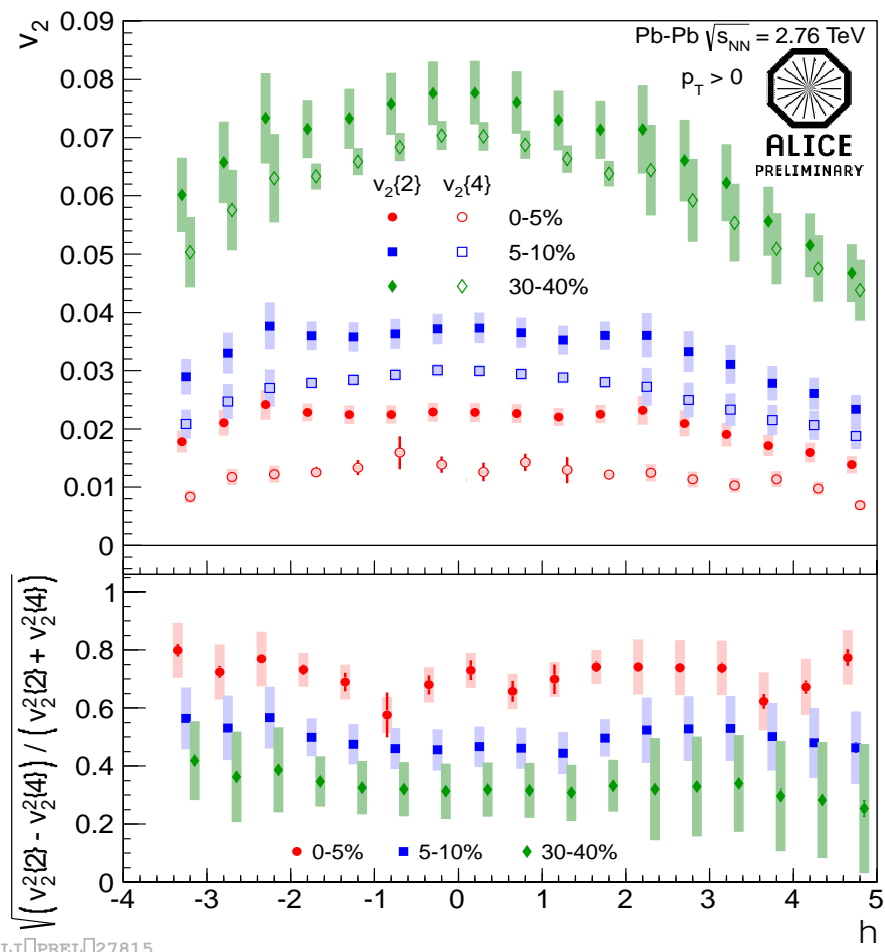 v2
0.09
Pb-Pb √sNN = 2.76 TeV
0.08
pT > 0
0.07
ALICE
PRELIMINARY
0.06
v2{2} v2{4}
0-5%
0.05
5-10%
30-40%
0.04
0.03
0.02
0.01
0
√(v2²{2} - v2²{4}) / (v2²{2} + v2²{4})
1
0.8
0.6
0.4
0.2
0-5% 5-10% 30-40%
0
-4 -3 -2 -1 0 1 2 3 4 5
h
LI▯PREL▯27815